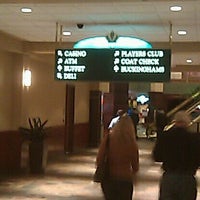 CASINO
ATM
BUFFET
DELI
PLAYERS CLUB
COAT CHECK
BUCKINGHAMS